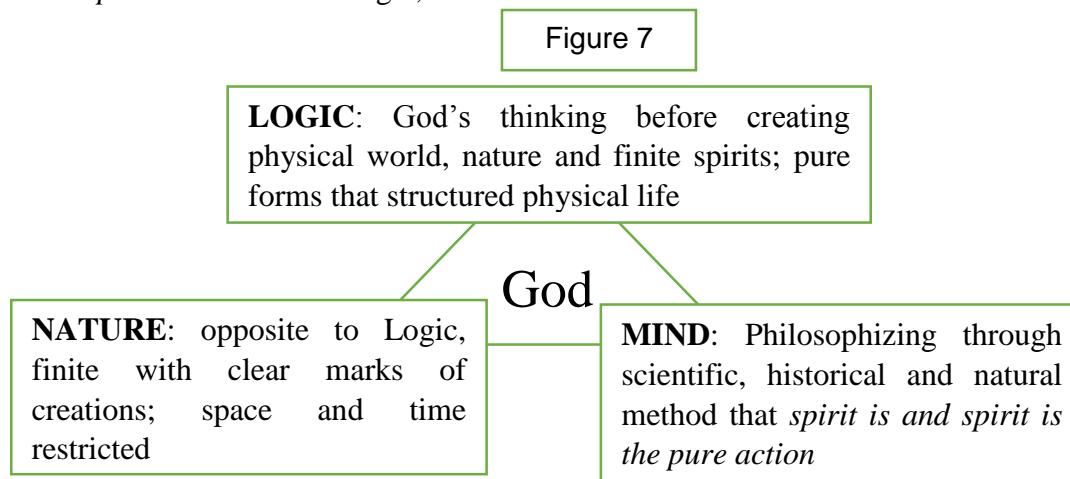 Figure 7
LOGIC: God’s thinking before creating
physical world, nature and finite spirits; pure
forms that structured physical life
God
NATURE: opposite to Logic,
finite with clear marks of
creations; space and time
restricted
MIND: Philosophizing through
scientific, historical and natural
method that spirit is and spirit is
the pure action